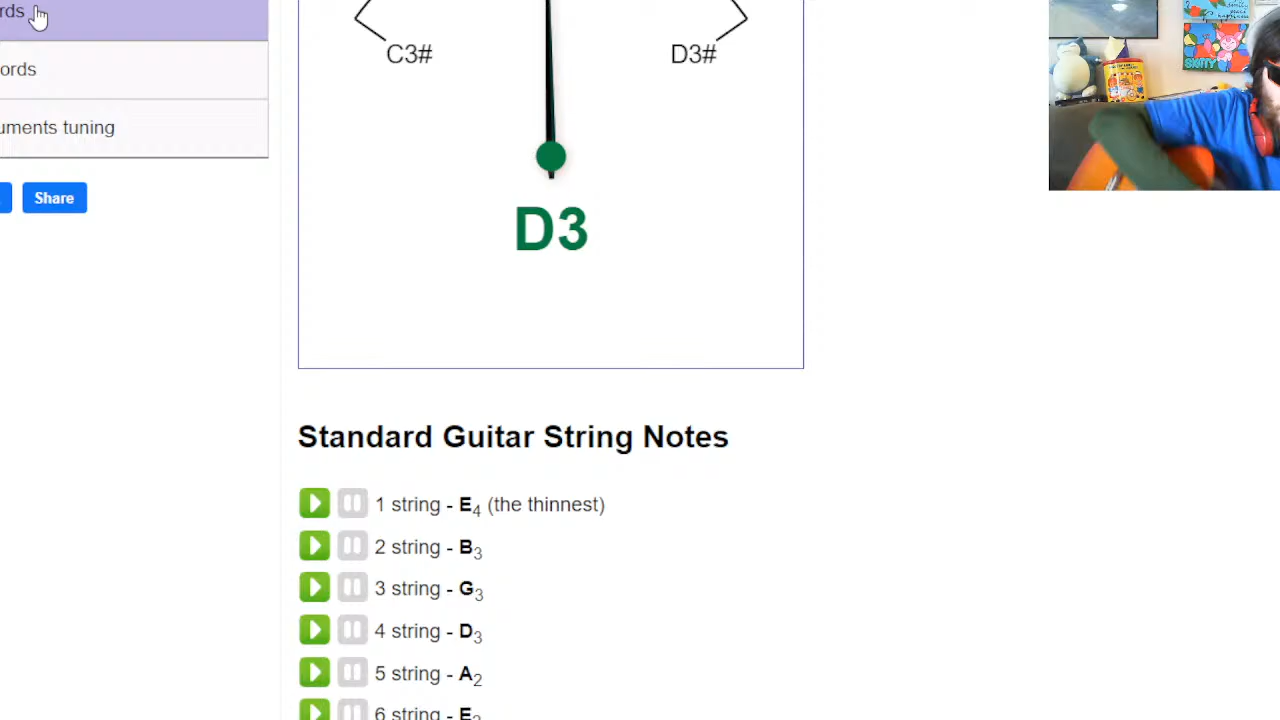 rds
C3#
D3#
ords
uments tuning
Share
D3
Standard Guitar String Notes
1 string - E4 (the thinnest)
2 string - B3
3 string - G3
4 string - D3
5 string - A2
6 string - E2
SKITTY